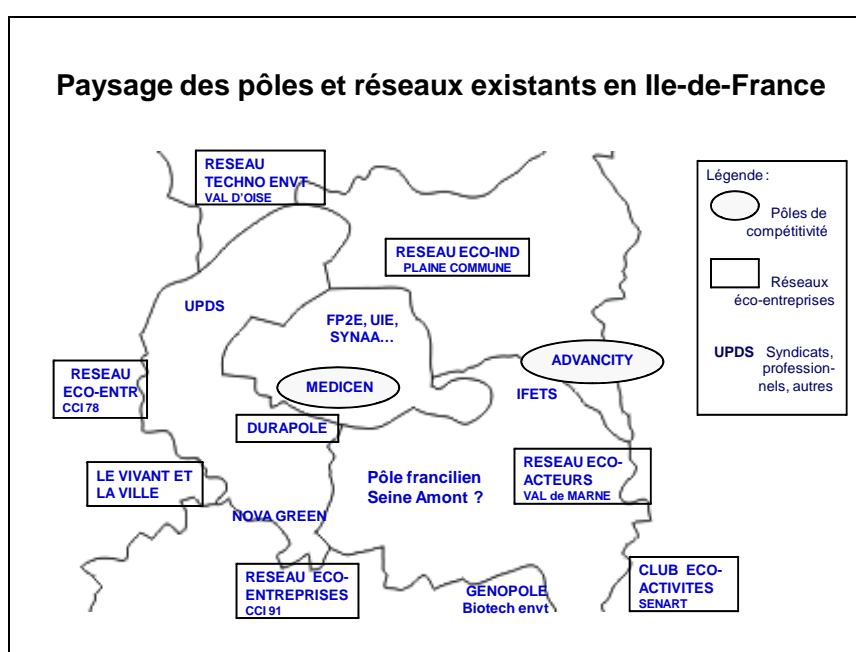 Paysage des pôles et réseaux existants en Ile-de-France
RESEAU
TECHNO ENVT
VAL D'OISE
Légende :
Pôles de
compétitivité
RESEAU ECO-IND
PLAINE COMMUNE
Réseaux
éco-entreprises
UPDS
FP2E, UIE,
SYNAA...
UPDS Syndicats,
profession-
nels, autres
ADVANCITY
RESEAU
ECO-ENTR
CCI 78
MEDICEN
IFETS
DURAPOLE
LE VIVANT ET
LA VILLE
Pôle francilien
Seine Amont ?
RESEAU ECO-
ACTEURS
VAL de MARNE
NOVA GREEN
RESEAU ECO-
ENTREPRISES
CCI 91
GENOPOLE
Biotech envt
CLUB ECO-
ACTIVITES
SENART